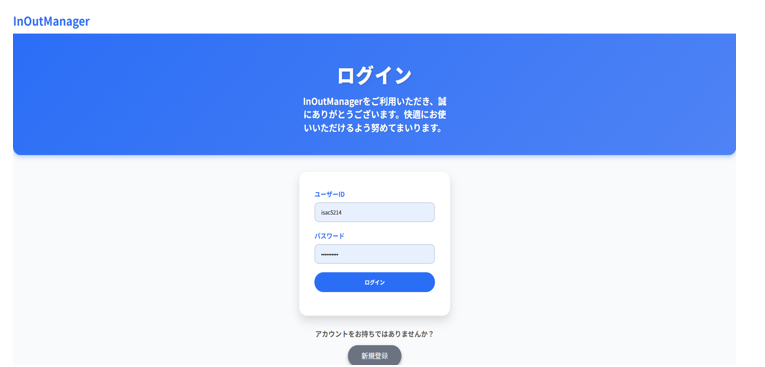 InOutManager
ログイン
InOutManagerをご利用いただき、誠
にありがとうございます。快適にお使
いいただけるよう努めてまいります。
ユーザーID
isac5214
パスワード
••••••••••
ログイン
アカウントをお持ちではありませんか？
新規登録